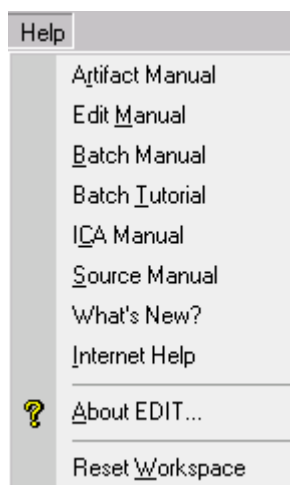 Help
Artifact Manual
Edit Manual
Batch Manual
Batch Tutorial
ICA Manual
Source Manual
What's New?
Internet Help
About EDIT...
Reset Workspace